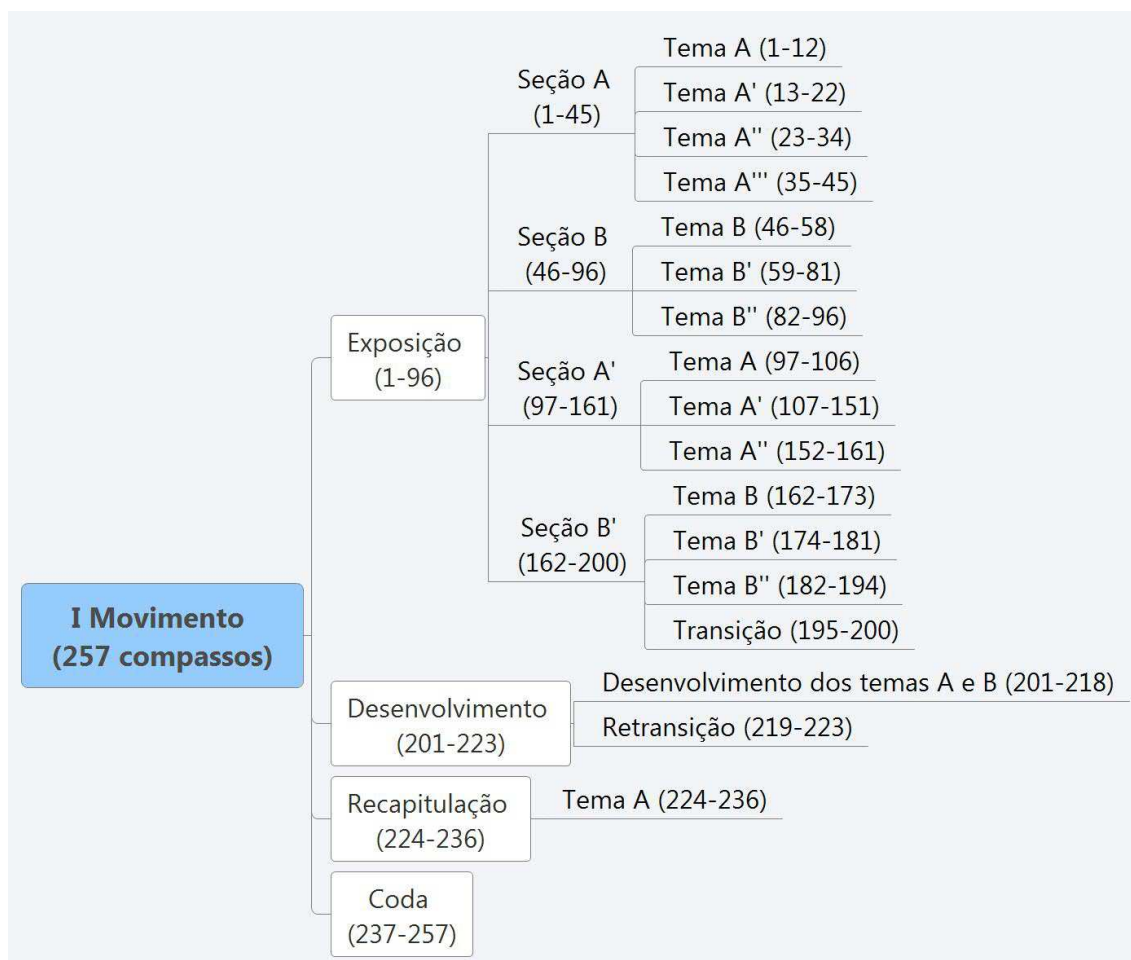 I Movimento
(257 compassos)
Exposição
(1-96)
Seção A
(1-45)
Tema A (1-12)
Tema A' (13-22)
Tema A'' (23-34)
Tema A''' (35-45)
Seção B
(46-96)
Tema B (46-58)
Tema B' (59-81)
Tema B'' (82-96)
Seção A'
(97-161)
Tema A (97-106)
Tema A' (107-151)
Tema A'' (152-161)
Seção B'
(162-200)
Tema B (162-173)
Tema B' (174-181)
Tema B'' (182-194)
Transição (195-200)
Desenvolvimento
(201-223)
Desenvolvimento dos temas A e B (201-218)
Retransição (219-223)
Recapitulação
(224-236)
Tema A (224-236)
Coda
(237-257)